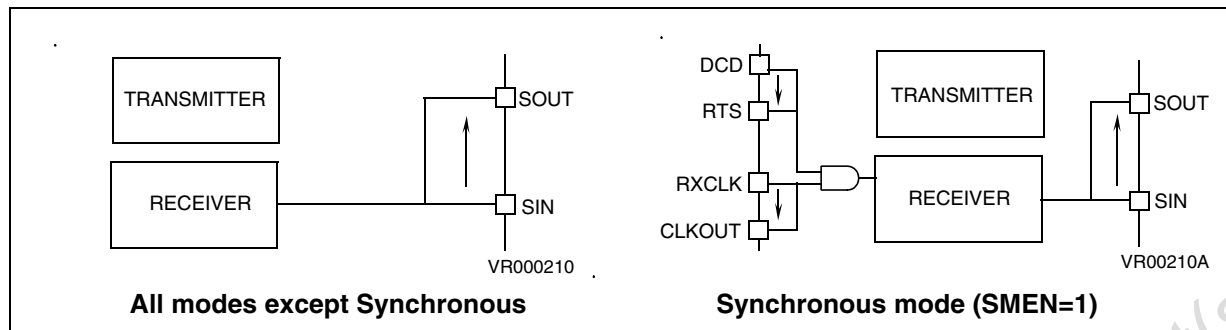 TRANSMITTER
RECEIVER
SOUT
SIN
VR000210
All modes except Synchronous
DCD
RTS
RXCLK
CLKOUT
TRANSMITTER
RECEIVER
SOUT
SIN
VR00210A
Synchronous mode (SMEN=1)